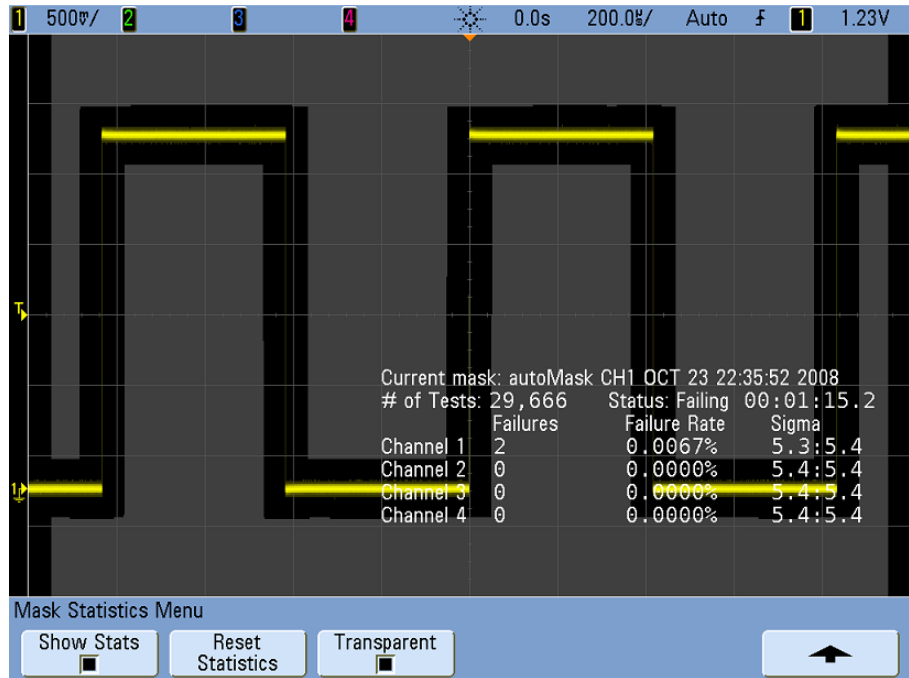 1 500mV/ 2 3 4 0.0s 200.0µs/ Auto 1 1.23V
T
Current mask: autoMask CH1 OCT 23 22:35:52 2008
# of Tests: 29,666 Status: Failing 00:01:15.2
Failures Failure Rate Sigma
Channel 1 2 0.0067% 5.3:5.4
Channel 2 0 0.0000% 5.4:5.4
Channel 3 0 0.0000% 5.4:5.4
1
Channel 4 0 0.0000% 5.4:5.4
Mask Statistics Menu
Show Stats Reset Statistics Transparent